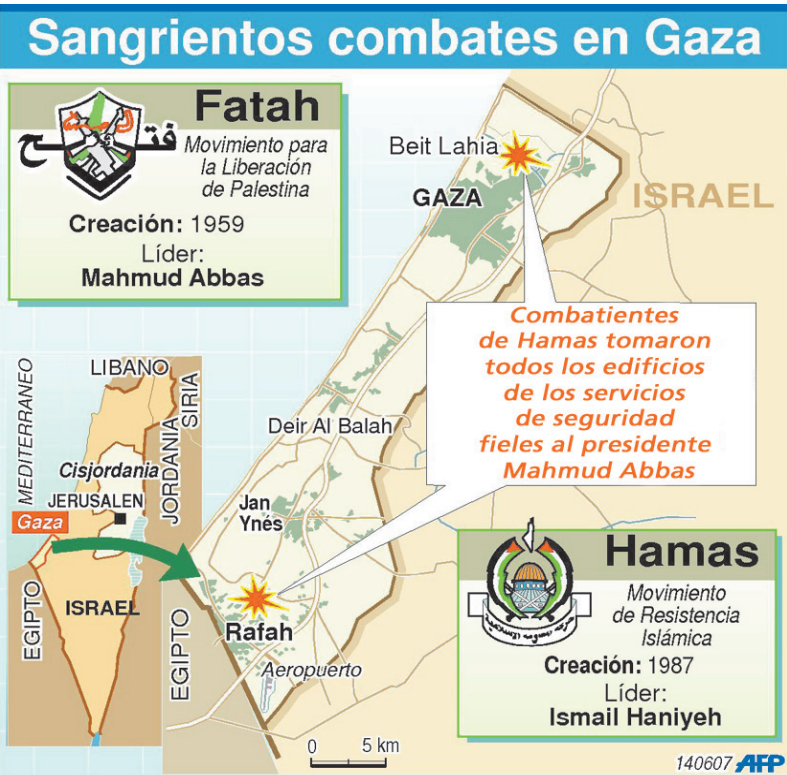 Sangrientos combates en Gaza
Fatah
فتح
Movimiento para
la Liberación
de Palestina
Creación: 1959
Líder:
Mahmud Abbas
Beit Lahia
GAZA
ISRAEL
Combatientes
de Hamas tomaron
todos los edificios
de los servicios
de seguridad
fieles al presidente
Mahmud Abbas
LIBANO
MEDITERRANEO
SIRIA
Cisjordania
JORDANIA
JERUSALEN
Gaza
EGIPTO
ISRAEL
Deir Al Balah
Jan
Ynés
EGIPTO
Rafah
Aeropuerto
0 5 km
Hamas
Movimiento
de Resistencia
Islámica
Creación: 1987
Líder:
Ismail Haniyeh
140607 AFP